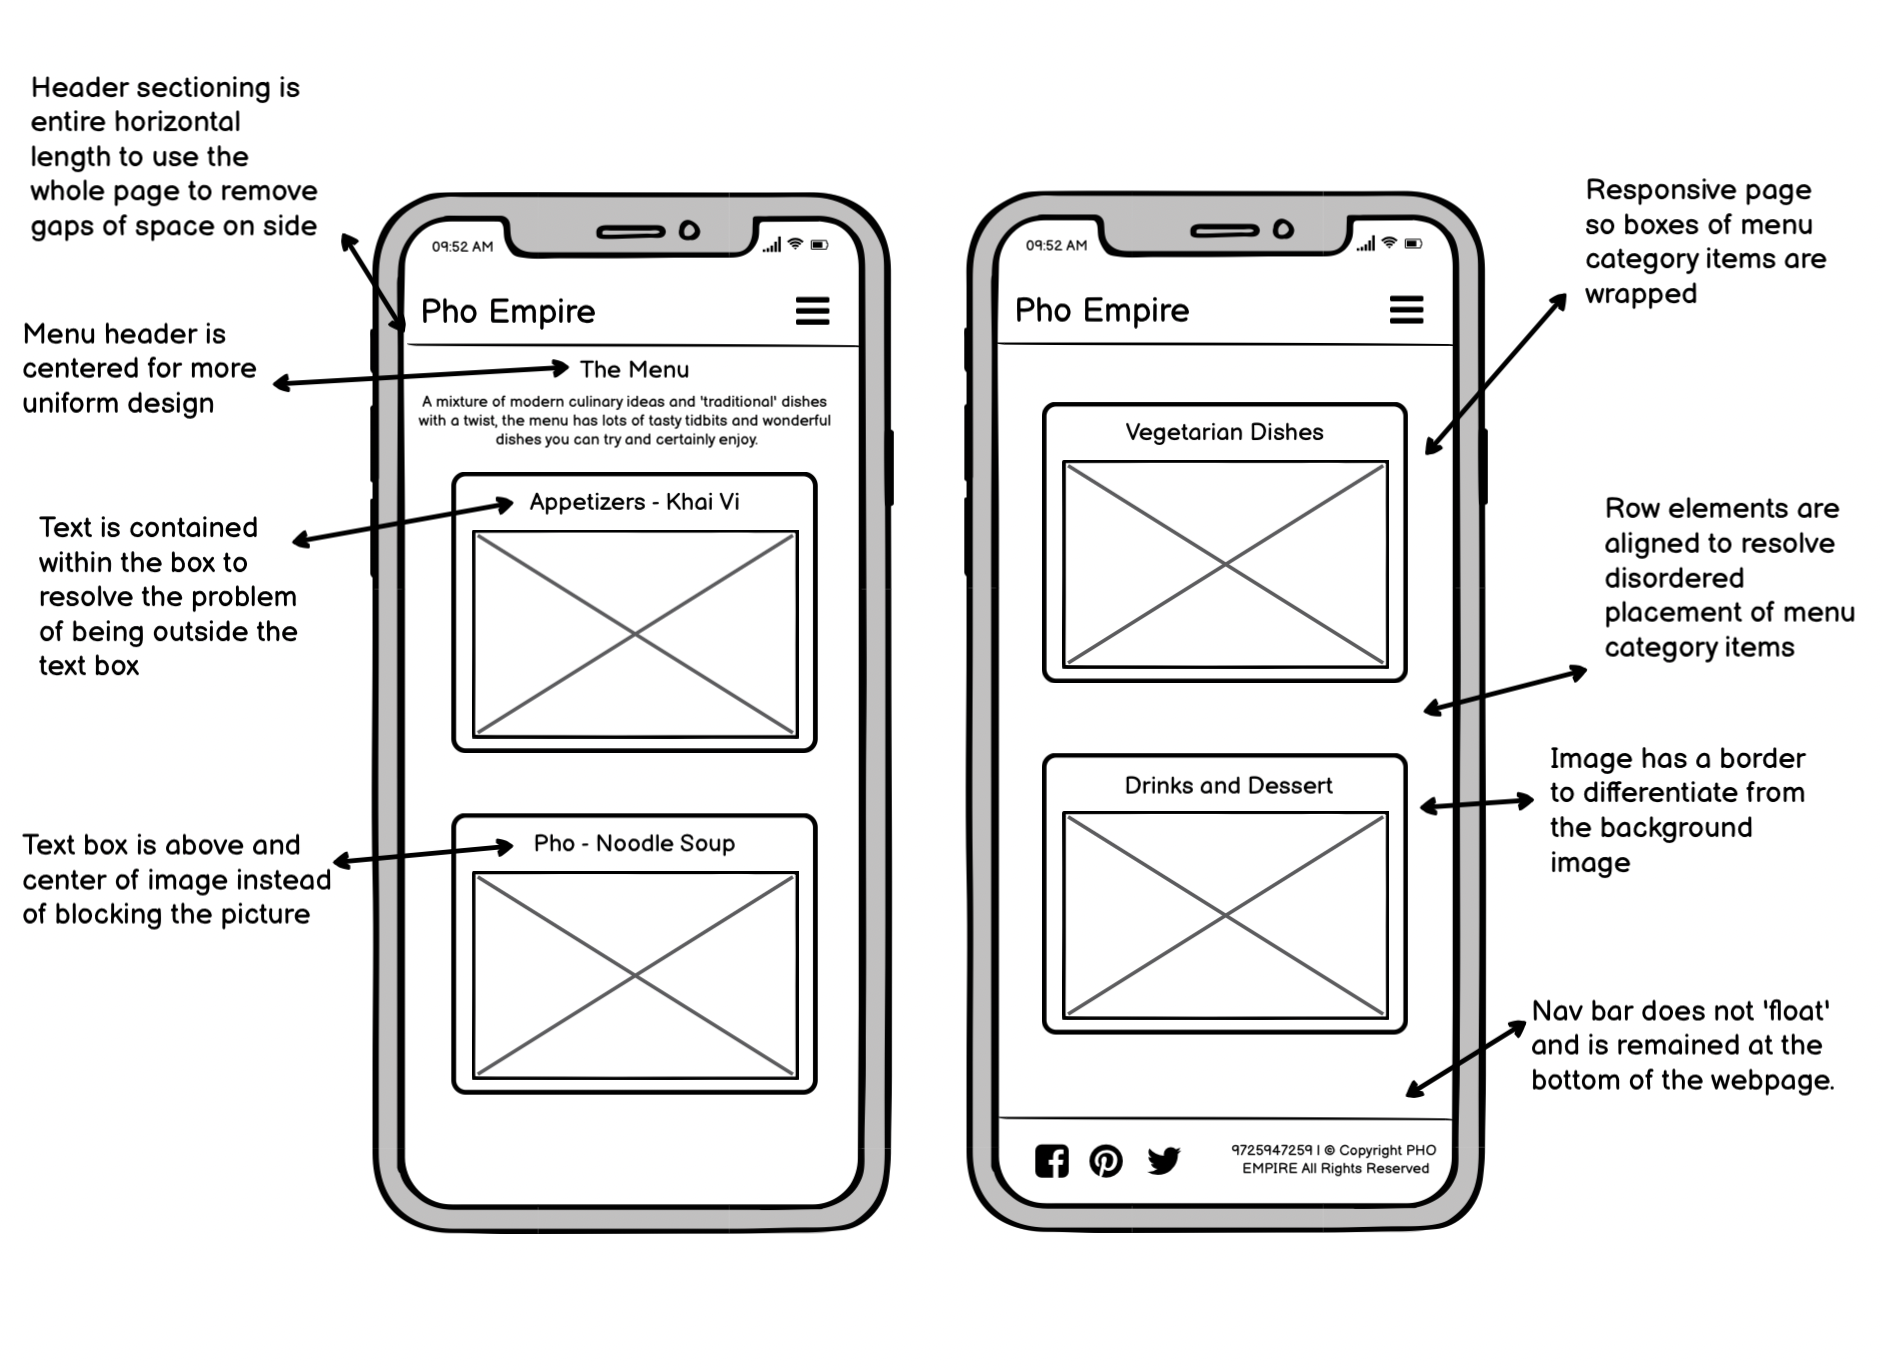 Header sectioning is
entire horizontal
length to use the
whole page to remove
gaps of space on side
Menu header is
centered for more
uniform design
Text is contained
within the box to
resolve the problem
of being outside the
text box
Text box is above and
center of image instead
of blocking the picture
09:52 AM
Pho Empire
The Menu
A mixture of modern culinary ideas and 'traditional' dishes
with a twist, the menu has lots of tasty tidbits and wonderful
dishes you can try and certainly enjoy.
Appetizers - Khai Vi
Pho - Noodle Soup
09:52 AM
Pho Empire
Vegetarian Dishes
Drinks and Dessert
9725947259 | © Copyright PHO
EMPIRE All Rights Reserved
Responsive page
so boxes of menu
category items are
wrapped
Row elements are
aligned to resolve
disordered
placement of menu
category items
Image has a border
to differentiate from
the background
image
Nav bar does not 'float'
and is remained at the
bottom of the webpage.